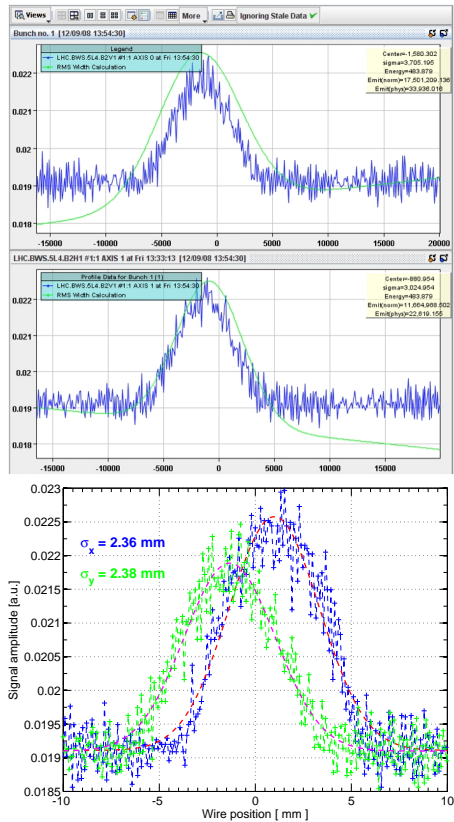 Views More Ignoring Stale Data
Bunch no. 1 [12/09/08 13:54:30]
Legend
LHC.BWS.5L4.B2V1 #1:1 AXIS 0 at Fri 13:54:30
RMS Width Calculation
Center=-1,580.302
sigma=3,705.195
Energy=483.879
Emit(norm)=17,501,209.136
Emit(phys)=33,936.016
0.022
0.021
0.02
0.019
0.018
-15000 -10000 -5000 0 5000 10000 15000 20000
LHC.BWS.5L4.B2H1 #1:1 AXIS 1 at Fri 13:33:13 [12/09/08 13:54:30]
Profile Data for Bunch 1 (1)
LHC.BWS.5L4.B2V1 #1:1 AXIS 1 at Fri 13:54:30
RMS Width Calculation
Center=-880.954
sigma=3,024.954
Energy=483.879
Emit(norm)=11,664,968.502
Emit(phys)=22,619.155
0.022
0.021
0.02
0.019
0.018
-15000 -10000 -5000 0 5000 10000 15000
0.023
0.0225
0.022
0.0215
0.021
0.0205
0.02
0.0195
0.019
0.0185
Signal amplitude [a.u.]
σx = 2.36 mm
σy = 2.38 mm
-10 -5 0 5 10
Wire position [ mm ]